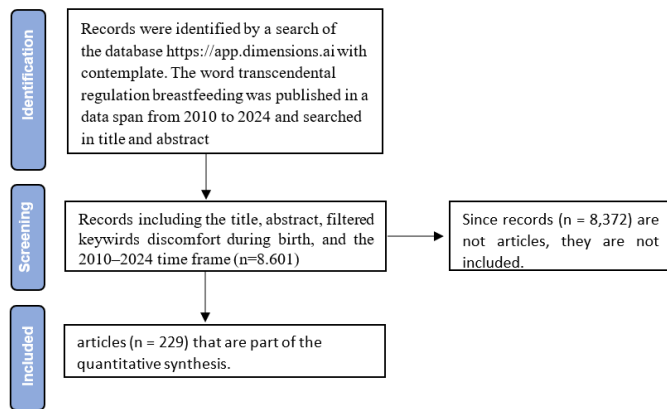 Identification
Records were identified by a search of
the database https://app.dimensions.ai with
contemplate. The word transcendental
regulation breastfeeding was published in a
data span from 2010 to 2024 and searched
in title and abstract
Screening
Records including the title, abstract, filtered
keywirds discomfort during birth, and the
2010–2024 time frame (n=8.601)
Since records (n = 8,372) are
not articles, they are not
included.
Included
articles (n = 229) that are part of the
quantitative synthesis.